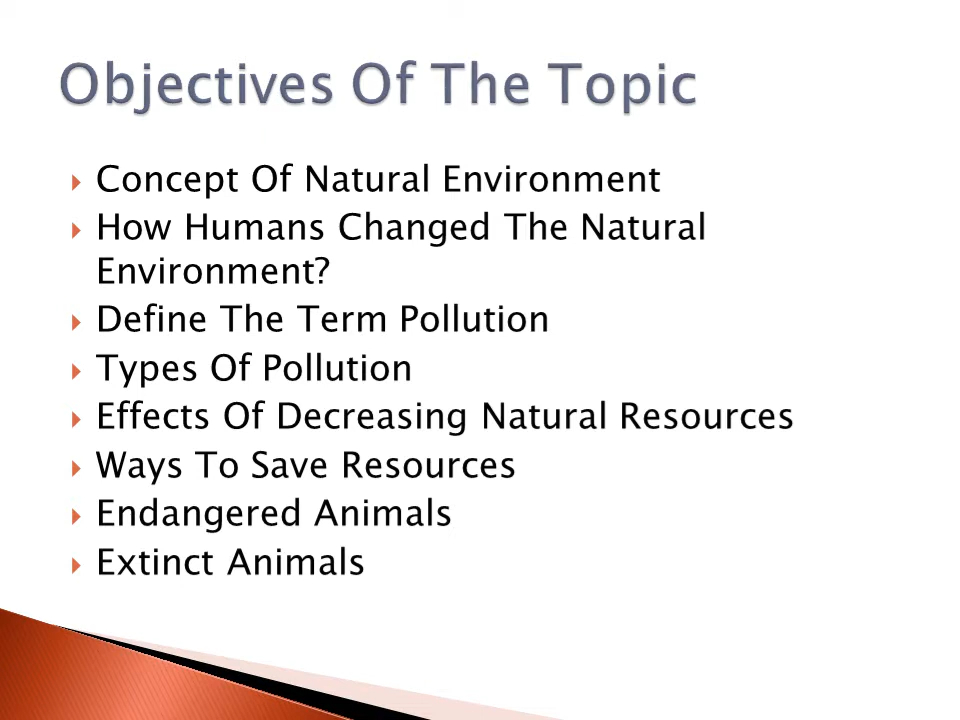 Objectives Of The Topic
Concept Of Natural Environment
How Humans Changed The Natural
Environment?
Define The Term Pollution
Types Of Pollution
Effects Of Decreasing Natural Resources
Ways To Save Resources
Endangered Animals
Extinct Animals